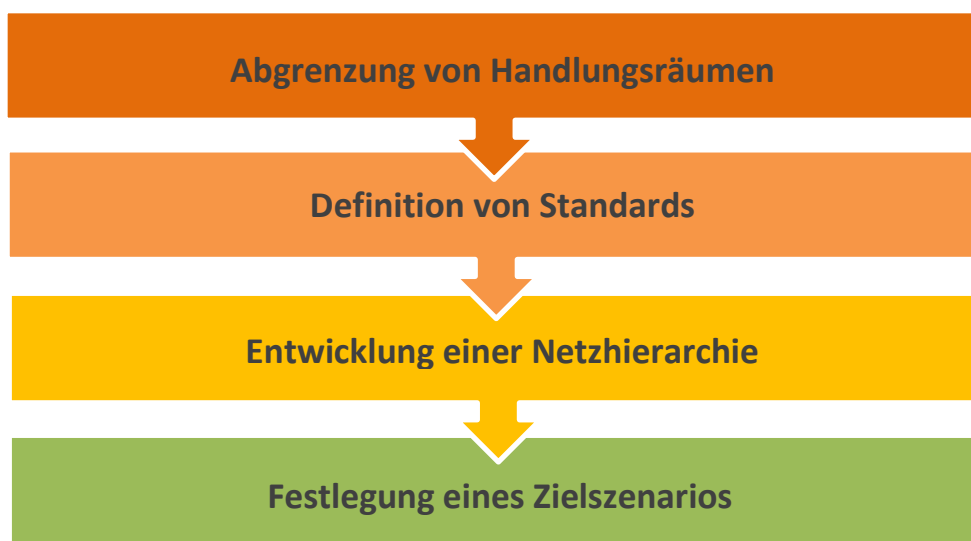 Abgrenzung von Handlungsräumen
Definition von Standards
Entwicklung einer Netzhierarchie
Festlegung eines Zielszenarios